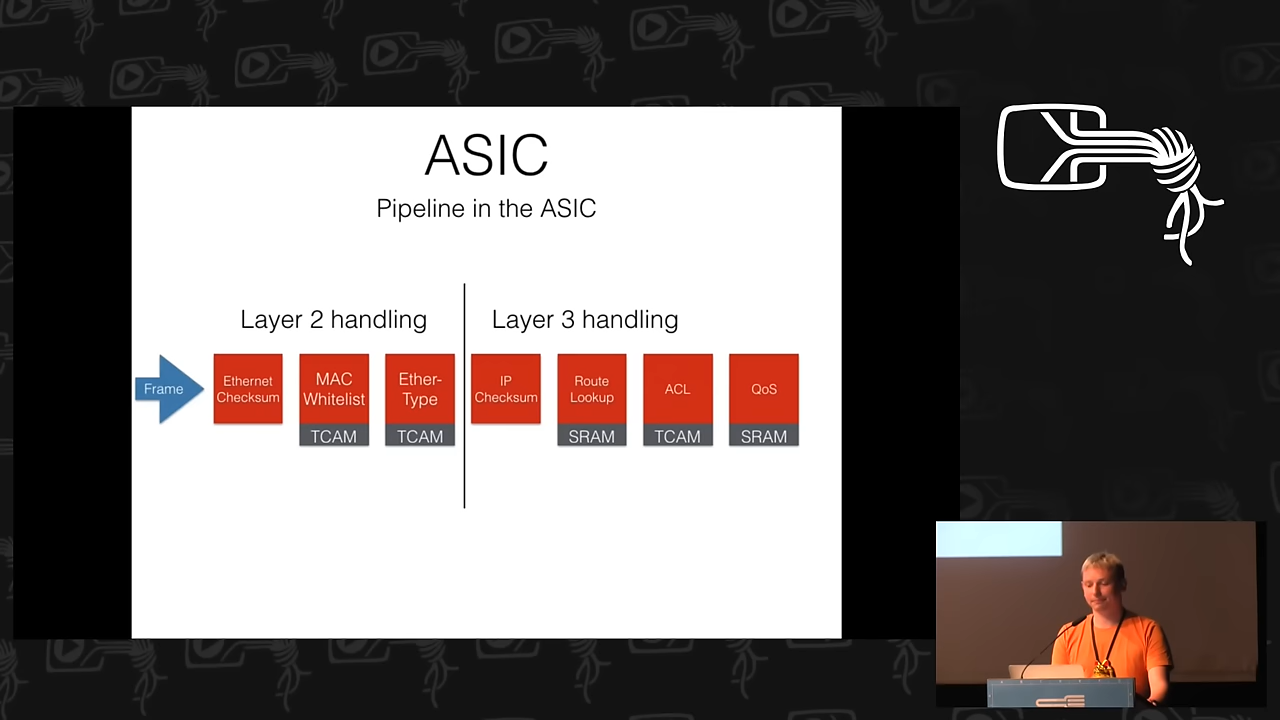 ASIC
Pipeline in the ASIC
Layer 2 handling
Layer 3 handling
Frame
Ethernet
Checksum
MAC
Whitelist
TCAM
Ether-
Type
TCAM
IP
Checksum
Route
Lookup
SRAM
ACL
TCAM
QoS
SRAM